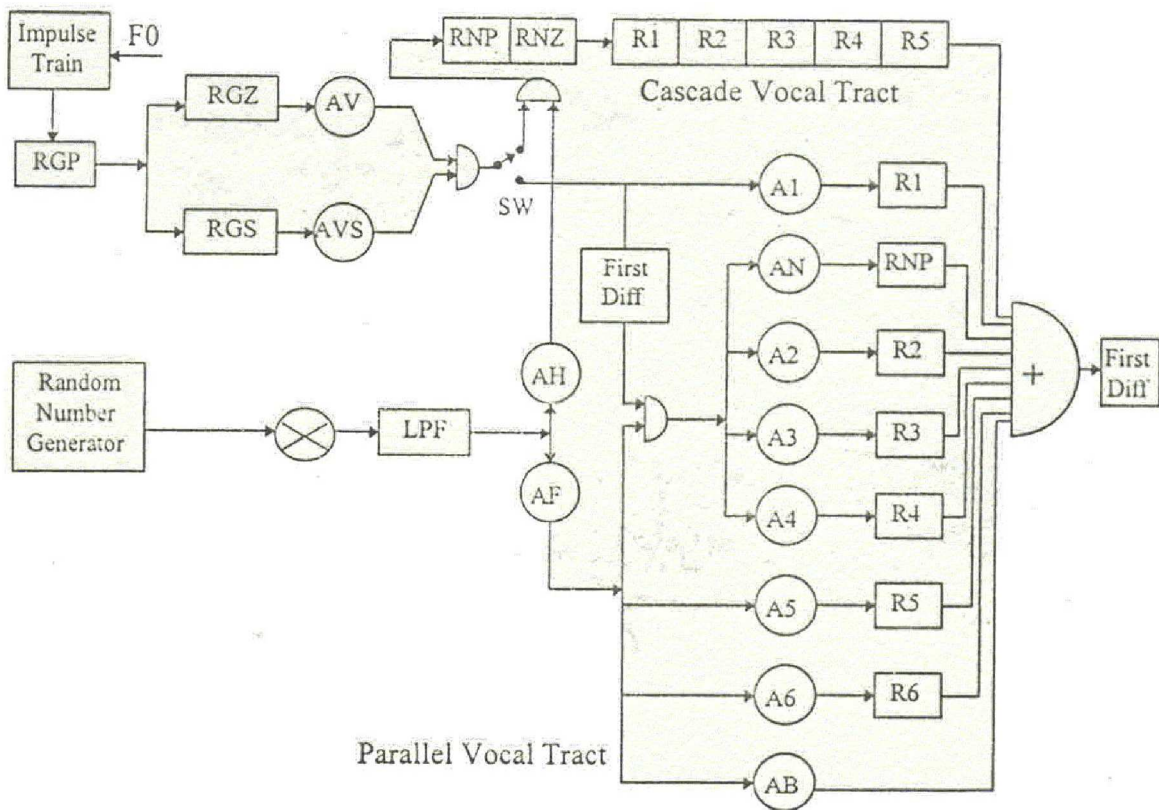 Impulse
Train
F0
RNP
RNZ
R1
R2
R3
R4
R5
Cascade Vocal Tract
RGZ
AV
RGP
RGS
AVS
SW
A1
R1
First
Diff
AN
RNP
A2
R2
+
First
Diff
Random
Number
Generator
LPF
AH
AF
A3
R3
A4
R4
A5
R5
A6
R6
Parallel Vocal Tract
AB